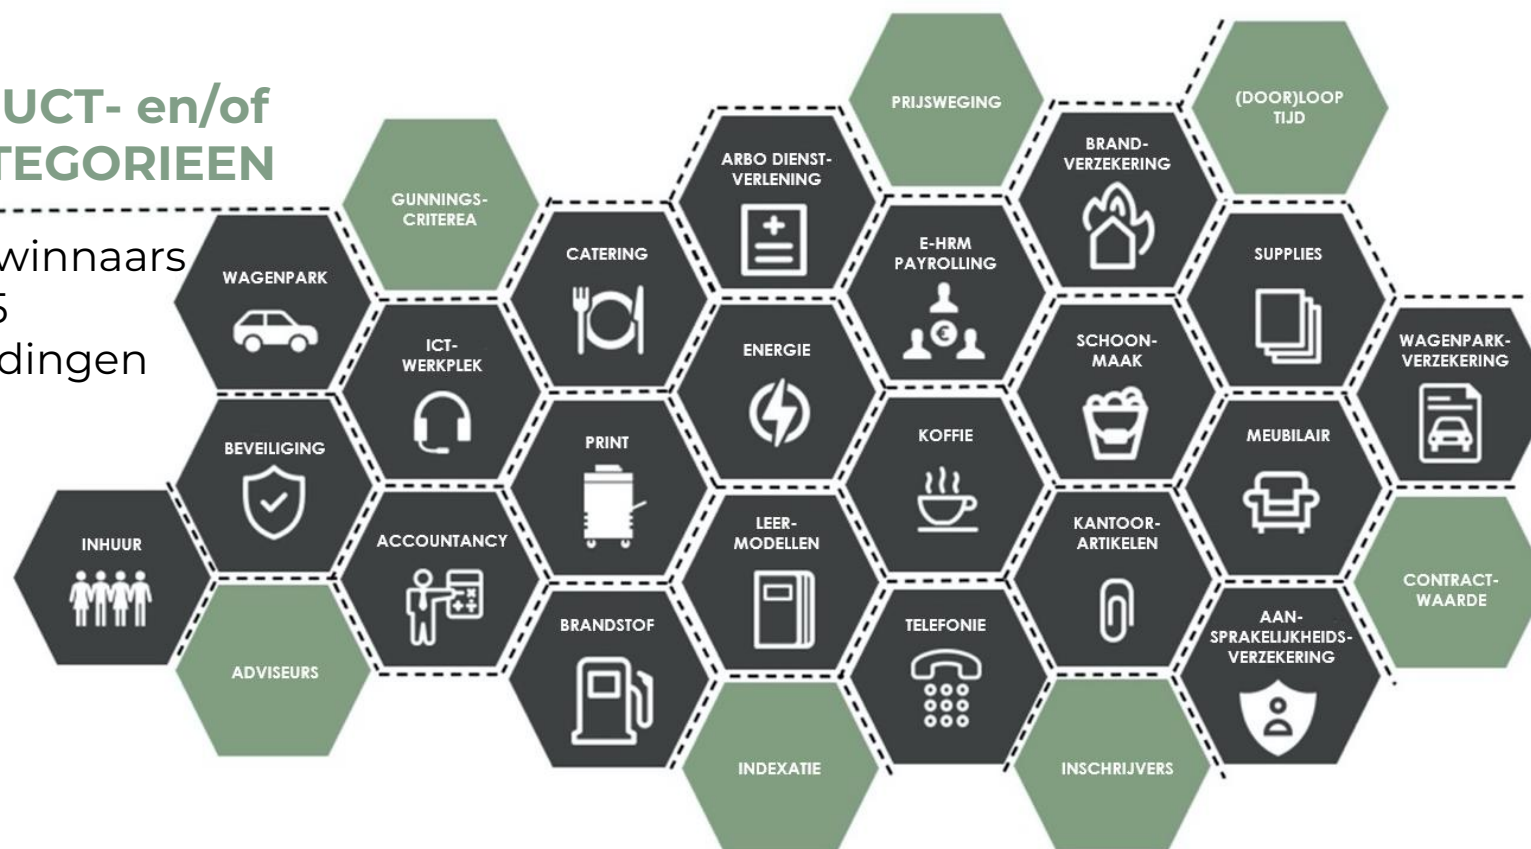 UCT- en/of
TEGORIEEN
winnaars
5
dingen
PRIJSWEGING
(DOOR)LOOP
TIJD
GUNNINGS-
CRITEREA
ARBO DIENST-
VERLENING
BRAND-
VERZEKERING
WAGENPARK
CATERING
E-HRM
PAYROLLING
€
SUPPLIES
ICT-
WERKPLEK
ENERGIE
SCHOON-
MAAK
WAGENPARK-
VERZEKERING
BEVEILIGING
PRINT
KOFFIE
MEUBILAIR
INHUUR
ACCOUNTANCY
LEER-
MODELLEN
KANTOOR-
ARTIKELEN
CONTRACT-
WAARDE
ADVISEURS
BRANDSTOF
TELEFONIE
AAN-
SPRAKELIJKHEIDS-
VERZEKERING
INDEXATIE
INSCHRIJVERS